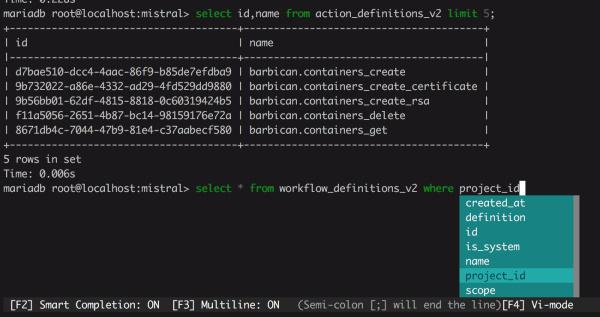 Time: 0.228s
mariadb root@localhost:mistral> select id,name from action_definitions_v2 limit 5;
+--------------------------------------+---------------------------------------+
| id | name |
|--------------------------------------+---------------------------------------|
| d7bae510-dcc4-4aac-86f9-b85de7efdba9 | barbican.containers_create |
| 9b732022-a86e-4332-ad29-4fd529dd9880 | barbican.containers_create_certificate |
| 9b56bb01-62df-4815-8818-0c60319424b5 | barbican.containers_create_rsa |
| f11a5056-2651-4b87-bc14-98159176e72a | barbican.containers_delete |
| 8671db4c-7044-47b9-81e4-c37aabecf580 | barbican.containers_get |
+--------------------------------------+---------------------------------------+
5 rows in set
Time: 0.006s
mariadb root@localhost:mistral> select * from workflow_definitions_v2 where project_id
created_at
definition
id
is_system
name
project_id
scope
[F2] Smart Completion: ON [F3] Multiline: ON (Semi-colon [;] will end the line)[F4] Vi-mode